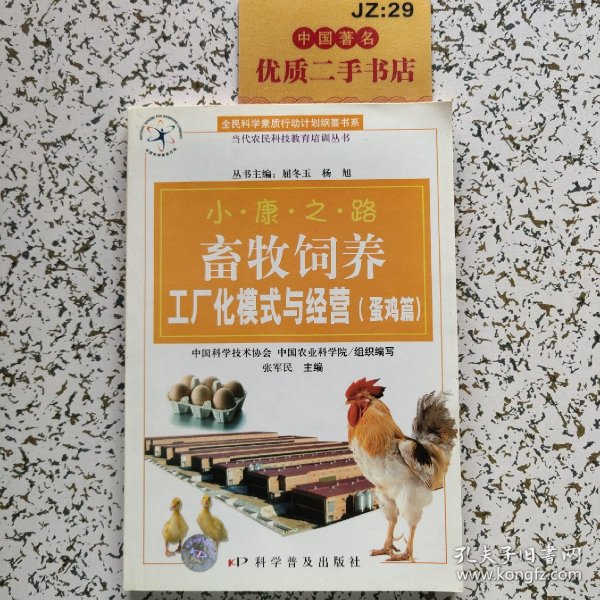 JZ:29
中国著名
优质二手书店
全民科学素质行动计划纲要书系
当代农民科技教育培训丛书
丛书主编：屈冬玉 杨 旭
小·康·之·路
畜牧饲养
工厂化模式与经营（蛋鸡篇）
中国科学技术协会 中国农业科学院/组织编写
张军民 主编
KP 科学普及出版社
孔夫子旧书网
www.kongfz.com